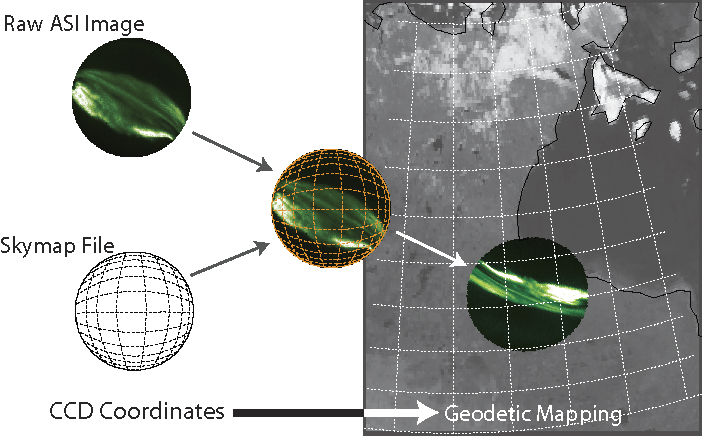 Raw ASI Image
Skymap File
CCD Coordinates
Geodetic Mapping